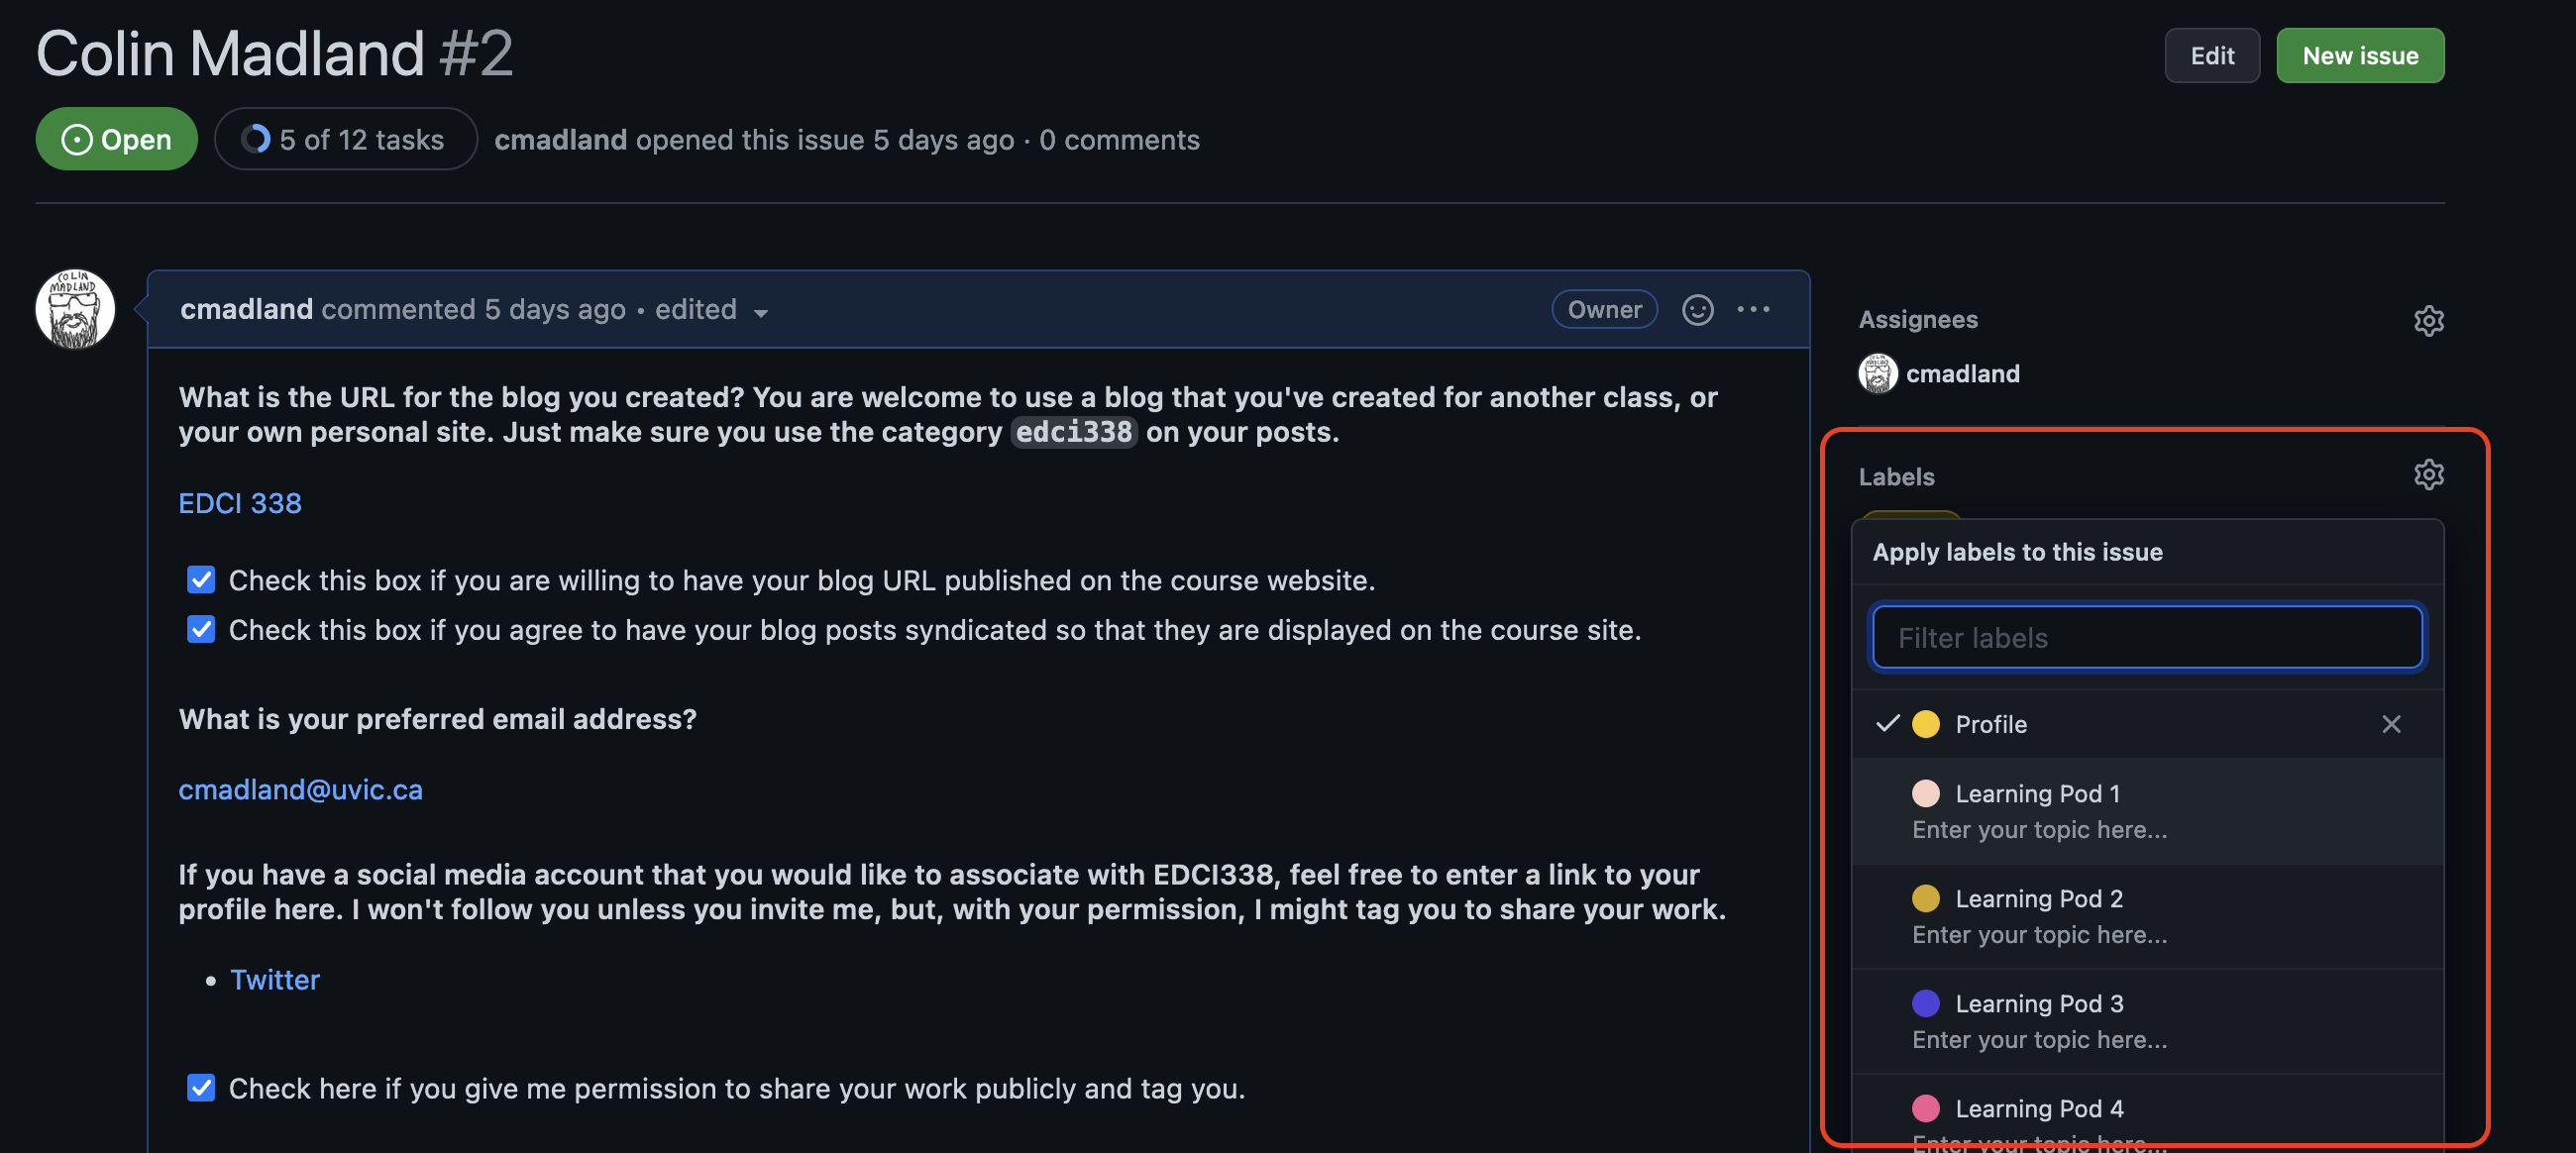 Colin Madland #2
Edit
New issue
Open
5 of 12 tasks
cmadland opened this issue 5 days ago · 0 comments
COLIN
MADLAND
cmadland commented 5 days ago • edited
Owner
What is the URL for the blog you created? You are welcome to use a blog that you've created for another class, or
your own personal site. Just make sure you use the category edci338 on your posts.
EDCI 338
Check this box if you are willing to have your blog URL published on the course website.
Check this box if you agree to have your blog posts syndicated so that they are displayed on the course site.
What is your preferred email address?
cmadland@uvic.ca
If you have a social media account that you would like to associate with EDCI338, feel free to enter a link to your
profile here. I won't follow you unless you invite me, but, with your permission, I might tag you to share your work.
• Twitter
Check here if you give me permission to share your work publicly and tag you.
Assignees
cmadland
Labels
Apply labels to this issue
Filter labels
Profile
Learning Pod 1
Enter your topic here...
Learning Pod 2
Enter your topic here...
Learning Pod 3
Enter your topic here...
Learning Pod 4
Enter your topic here...